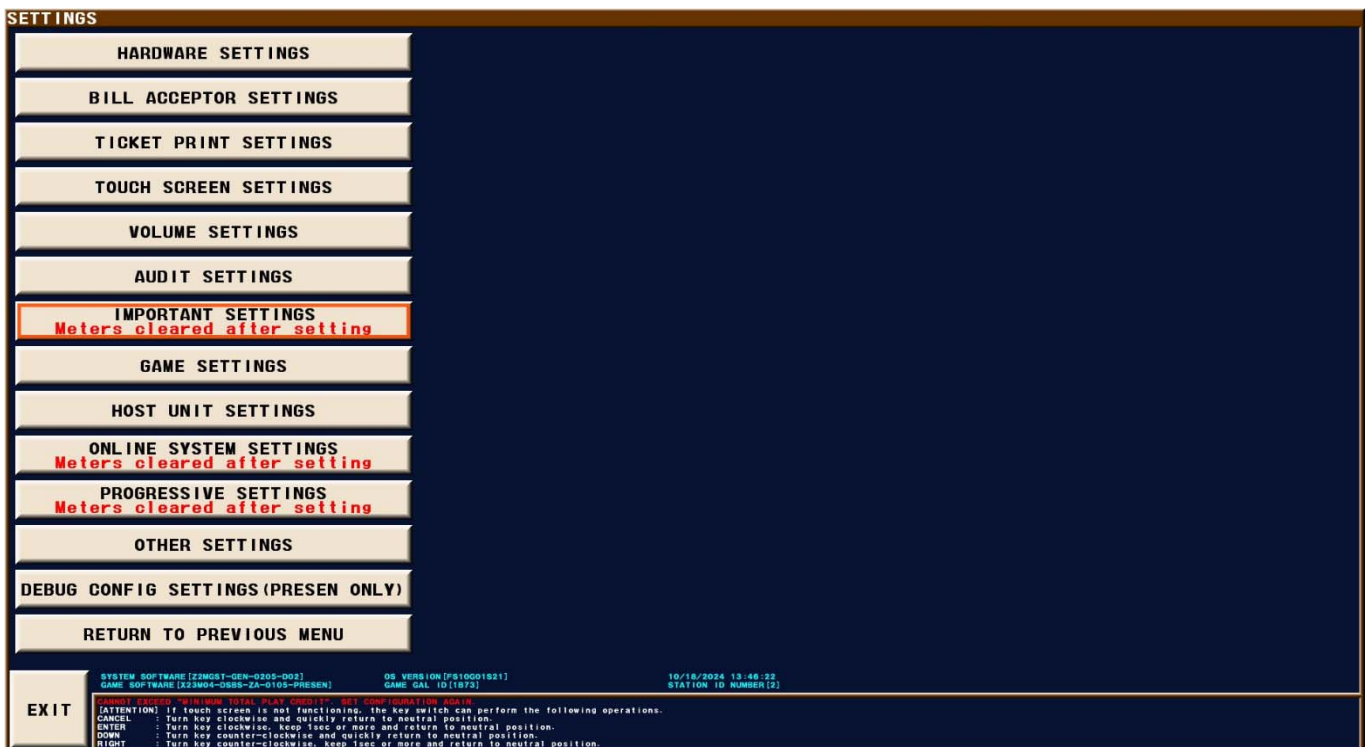 SETTINGS
HARDWARE SETTINGS
BILL ACCEPTOR SETTINGS
TICKET PRINT SETTINGS
TOUCH SCREEN SETTINGS
VOLUME SETTINGS
AUDIT SETTINGS
IMPORTANT SETTINGS
Meters cleared after setting
GAME SETTINGS
HOST UNIT SETTINGS
ONLINE SYSTEM SETTINGS
Meters cleared after setting
PROGRESSIVE SETTINGS
Meters cleared after setting
OTHER SETTINGS
DEBUG CONFIG SETTINGS(PRESEN ONLY)
RETURN TO PREVIOUS MENU
EXIT
SYSTEM SOFTWARE[Z2MGST-GEN-0205-D02] OS VERSION[FS10G01S21] 10/18/2024 13:46:22
GAME SOFTWARE[X23M04-DSBS-ZA-0105-PRESEN] GAME GAL ID[1B73] STATION ID NUMBER[2]
CANNOT EXCEED "MINIMUM TOTAL PLAY CREDIT". SET CONFIGURATION AGAIN.
[ATTENTION] If touch screen is not functioning, the key switch can perform the following operations.
CANCEL : Turn key clockwise and quickly return to neutral position.
ENTER : Turn key clockwise, keep 1sec or more and return to neutral position.
DOWN : Turn key counter-clockwise and quickly return to neutral position.
RIGHT : Turn key counter-clockwise, keep 1sec or more and return to neutral position.